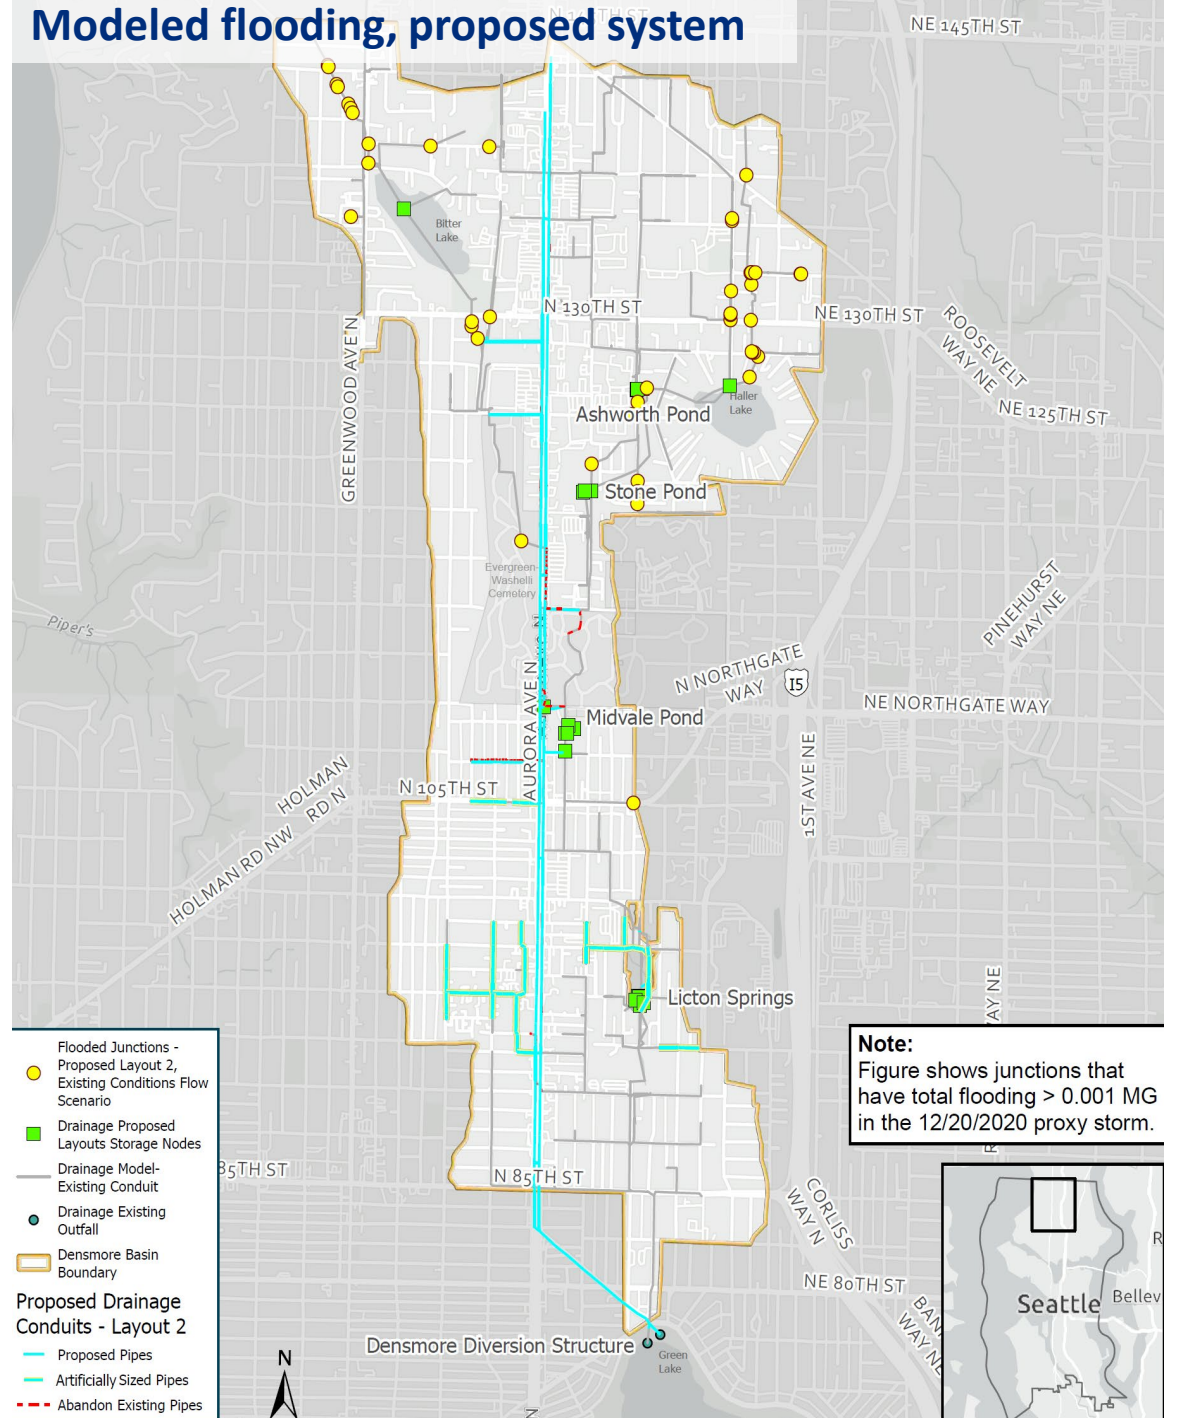 Modeled flooding, proposed system
NE 145TH ST
Bitter
Lake
N 130TH ST
NE 130TH ST
ROOSEVELT
WAY NE
GREENWOOD AVE N
Haller
Lake
Ashworth Pond
NE 125TH ST
Stone Pond
Evergreen-
Washelli
Cemetery
PINEHURST
WAY NE
Piper's
N NORTHGATE
WAY
I5
NE NORTHGATE WAY
AURORA AVE N
Midvale Pond
1ST AVE NE
HOLMAN
RD N
N 105TH ST
HOLMAN RD NW
Licton Springs
WAY NE
85TH ST
N 85TH ST
CORLISS
WAY N
NE 80TH ST
WAY NE
Densmore Diversion Structure
Green
Lake
N
Flooded Junctions -
Proposed Layout 2,
Existing Conditions Flow
Scenario
Drainage Proposed
Layouts Storage Nodes
Drainage Model-
Existing Conduit
Drainage Existing
Outfall
Densmore Basin
Boundary
Proposed Drainage
Conduits - Layout 2
Proposed Pipes
Artificially Sized Pipes
Abandon Existing Pipes
Note:
Figure shows junctions that
have total flooding > 0.001 MG
in the 12/20/2020 proxy storm.
Seattle
Bellev
R